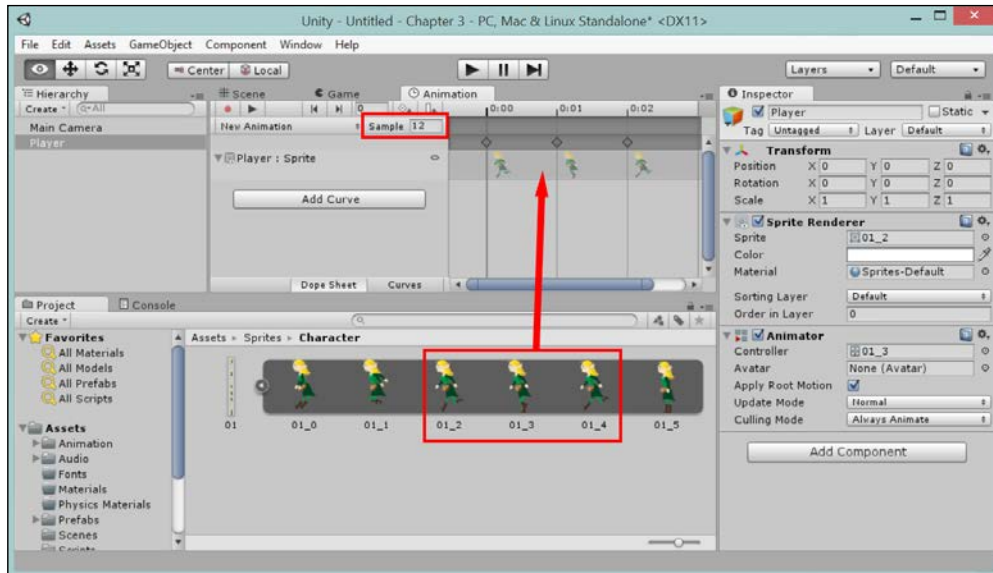 Unity - Untitled - Chapter 3 - PC, Mac & Linux Standalone* <DX11>
File Edit Assets GameObject Component Window Help
Center Local
Layers Default
Hierarchy
Create All
Main Camera
Player
Scene Game Animation
0 0:00 0:01 0:02
New Animation Sample 12
Player : Sprite
Add Curve
Dope Sheet Curves
Inspector
Player Static
Tag Untagged Layer Default
Transform
Position X 0 Y 0 Z 0
Rotation X 0 Y 0 Z 0
Scale X 1 Y 1 Z 1
Sprite Renderer
Sprite 01_2
Color
Material Sprites-Default
Sorting Layer Default
Order in Layer 0
Animator
Controller 01_3
Avatar None (Avatar)
Apply Root Motion
Update Mode Normal
Culling Mode Always Animate
Add Component
Project Console
Create
Favorites
All Materials
All Models
All Prefabs
All Scripts
Assets
Animation
Audio
Fonts
Materials
Physics Materials
Prefabs
Scenes
Assets Sprites Character
01 01_0 01_1 01_2 01_3 01_4 01_5